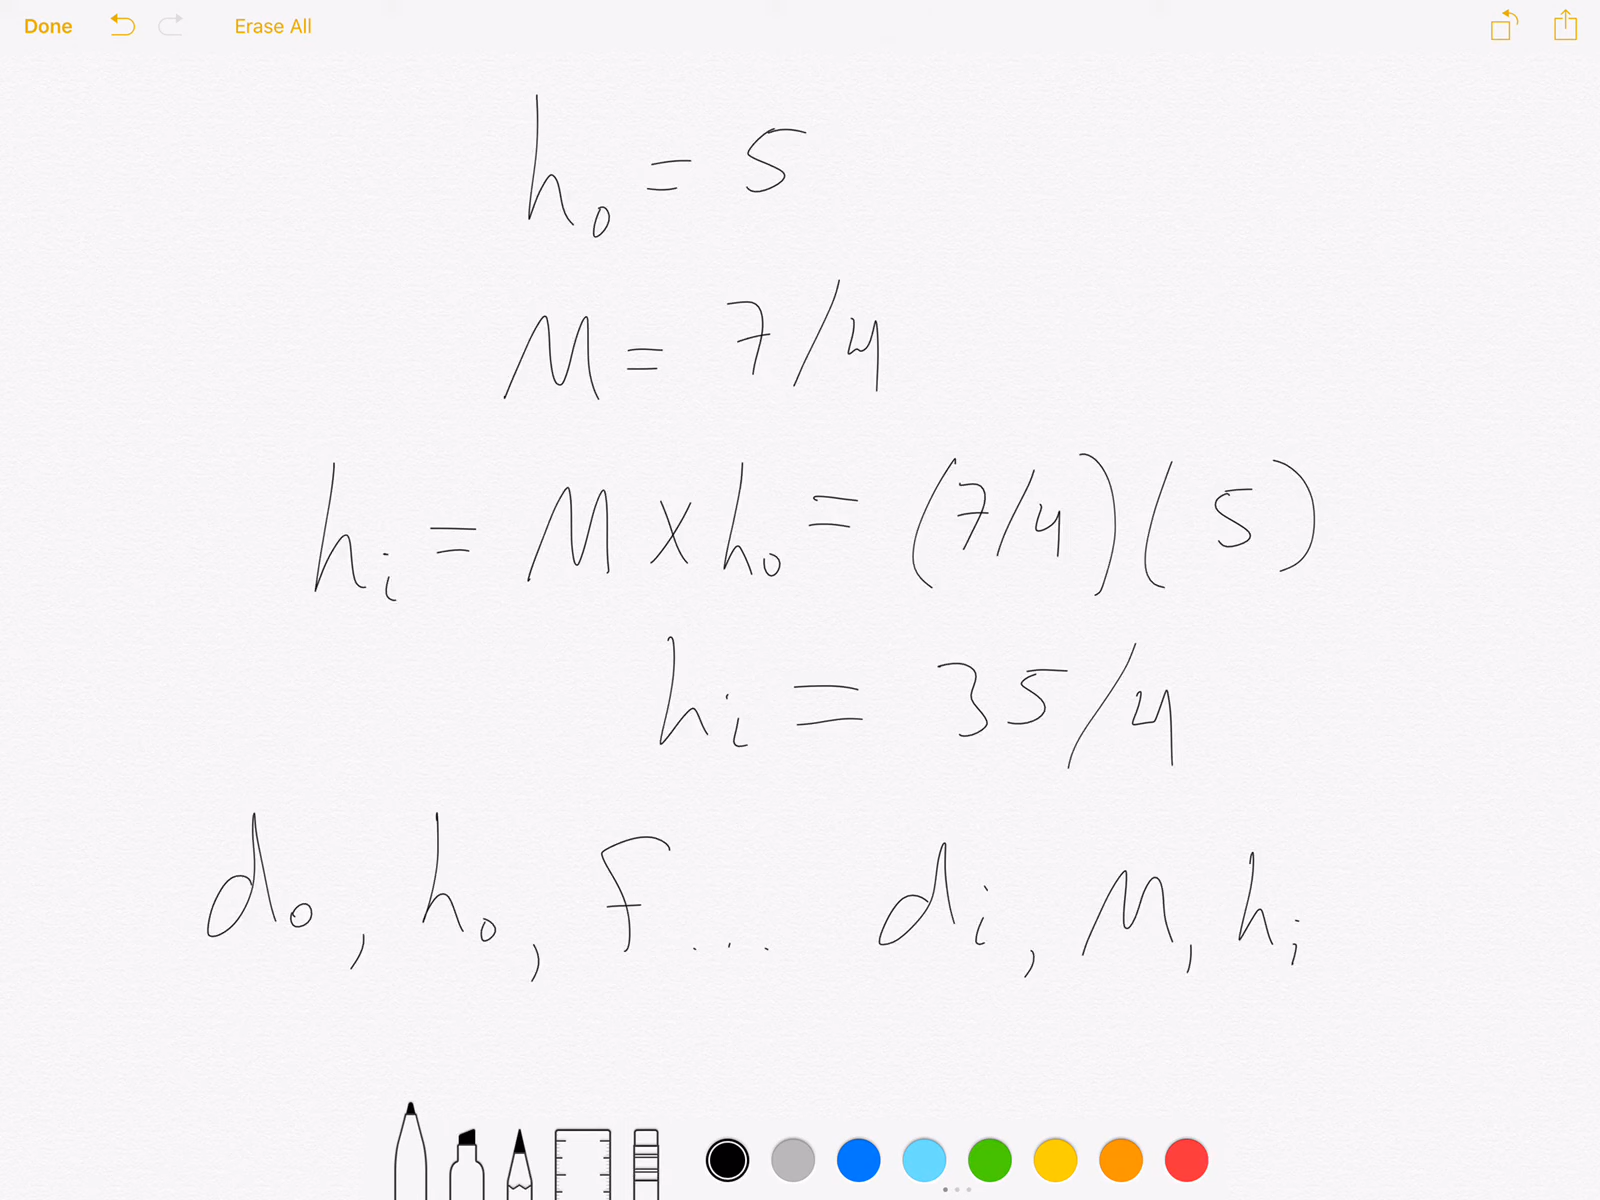 Done Erase All
h₀ = 5
M = 7/4
hᵢ = M x h₀ = (7/4)(5)
hᵢ = 35/4
d₀, h₀, f... dᵢ, M, hᵢ